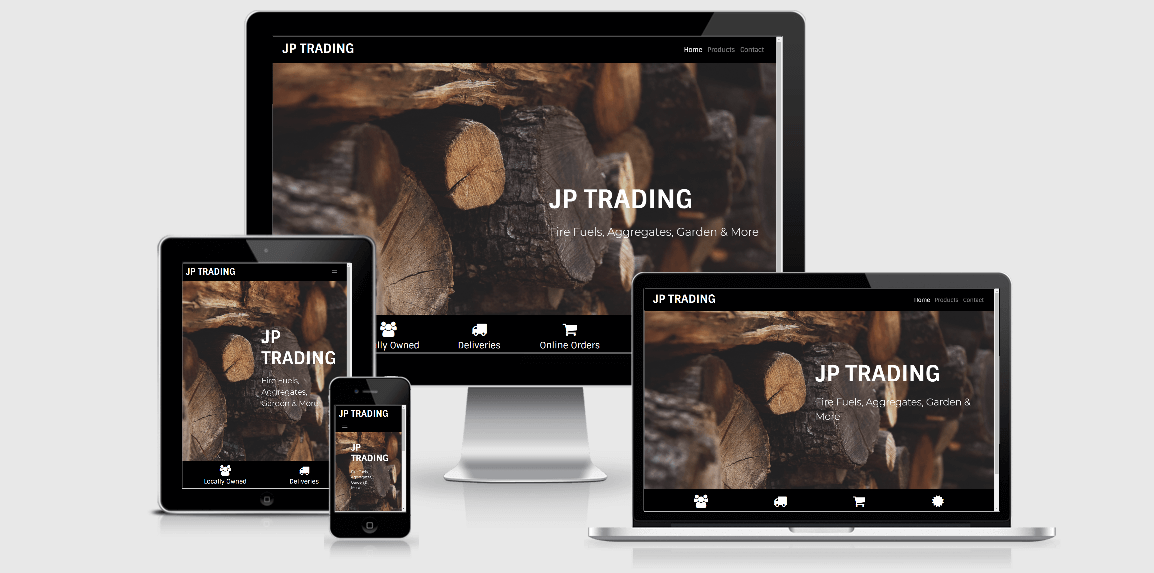 JP TRADING
Home Products Contact
JP TRADING
Fire Fuels, Aggregates, Garden & More
ally Owned
Deliveries
Online Orders
JP TRADING
JP
TRADING
Fire Fuels,
Aggregates,
Garden & More
Locally Owned
Deliveries
JP TRADING
JP
TRADING
Fire Fuels,
Aggregates,
Garden &
More
JP TRADING
Home Products Contact
JP TRADING
Fire Fuels, Aggregates, Garden &
More